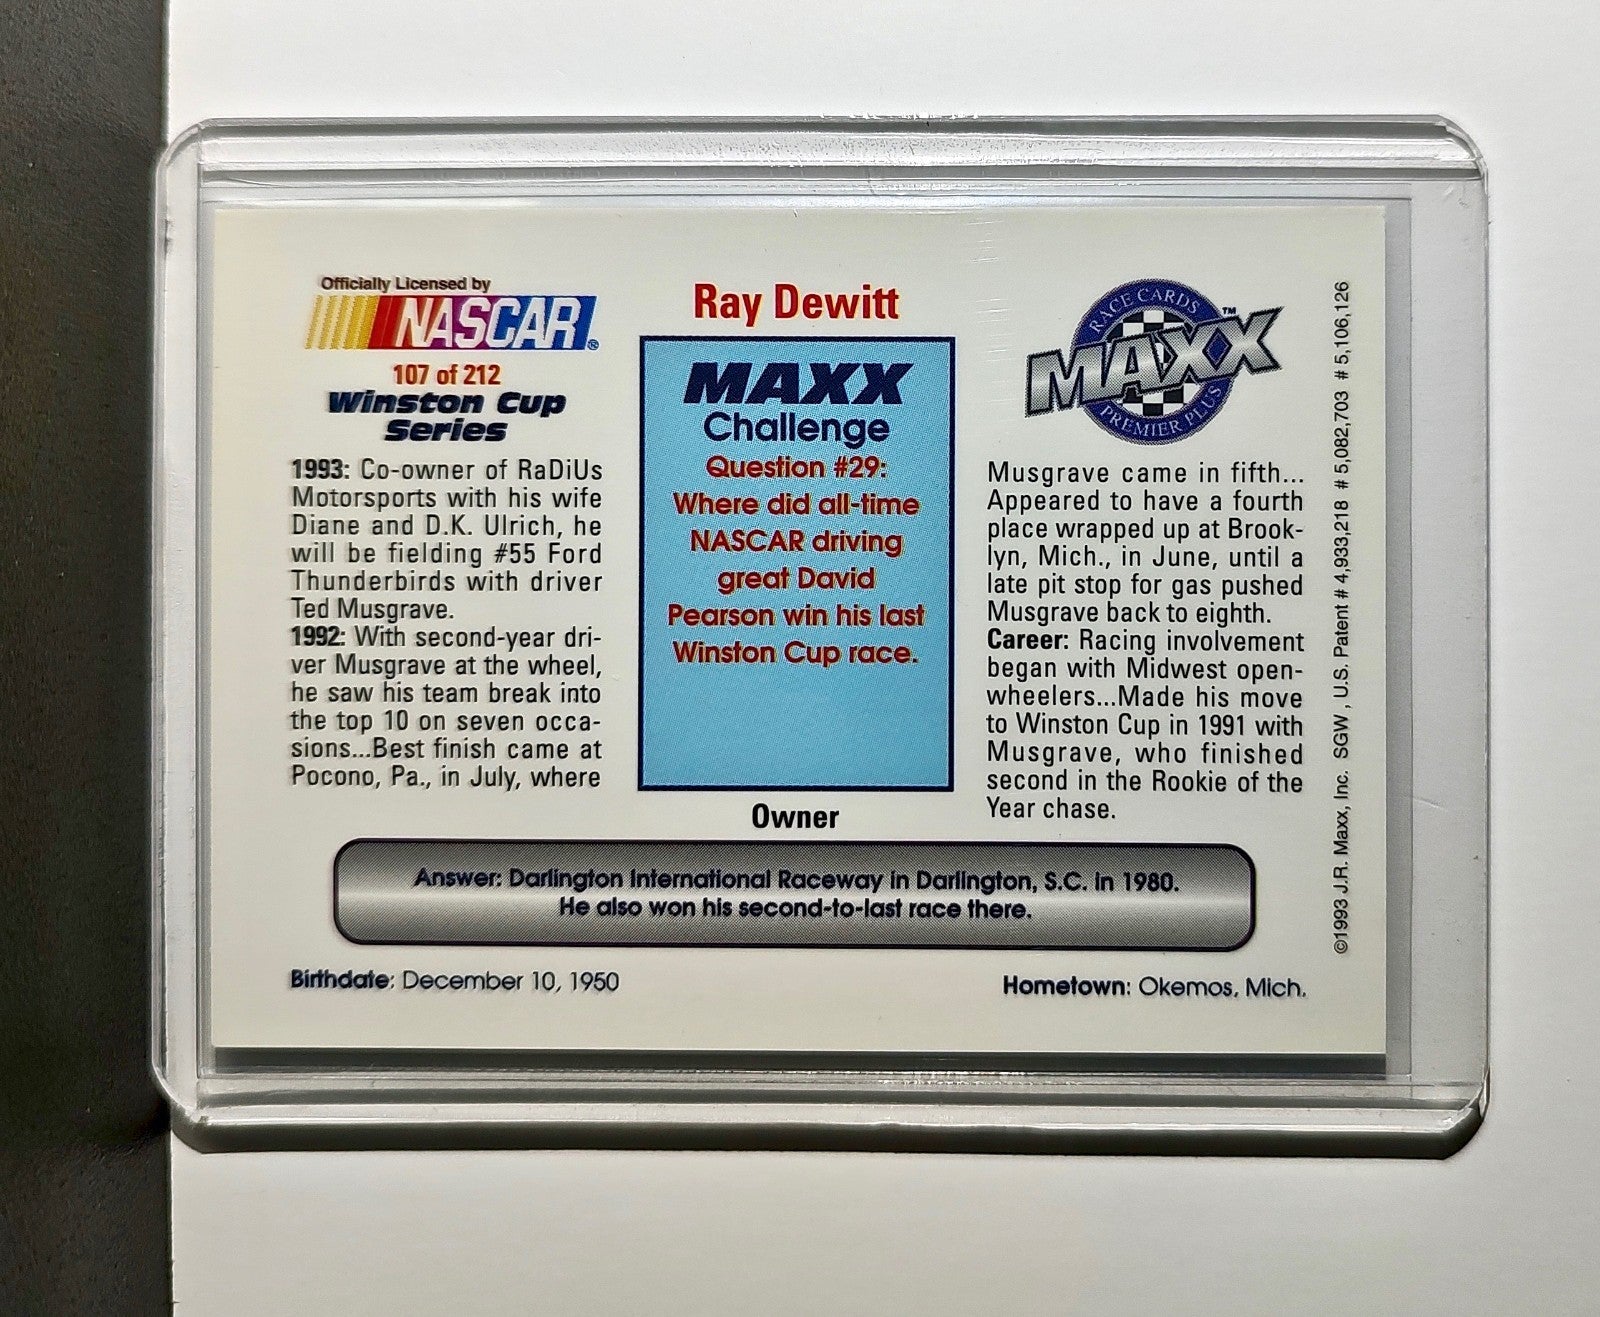 Officially Licensed by
NASCAR®
107 of 212
Winston Cup
Series
1993: Co-owner of RaDiUs
Motorsports with his wife
Diane and D.K. Ulrich, he
will be fielding #55 Ford
Thunderbirds with driver
Ted Musgrave.
1992: With second-year dri-
ver Musgrave at the wheel,
he saw his team break into
the top 10 on seven occa-
sions...Best finish came at
Pocono, Pa., in July, where
Ray Dewitt
MAXX
Challenge
Question #29:
Where did all-time
NASCAR driving
great David
Pearson win his last
Winston Cup race.
Owner
RACE CARDS
MAXX™
PREMIER PLUS
Musgrave came in fifth...
Appeared to have a fourth
place wrapped up at Brook-
lyn, Mich., in June, until a
late pit stop for gas pushed
Musgrave back to eighth.
Career: Racing involvement
began with Midwest open-
wheelers...Made his move
to Winston Cup in 1991 with
Musgrave, who finished
second in the Rookie of the
Year chase.
Answer: Darlington International Raceway in Darlington, S.C. in 1980.
He also won his second-to-last race there.
Birthdate: December 10, 1950
Hometown: Okemos, Mich.
©1993 J.R. Maxx, Inc. SGW, U.S. Patent # 4,933,218 # 5,082,703 # 5,106,126